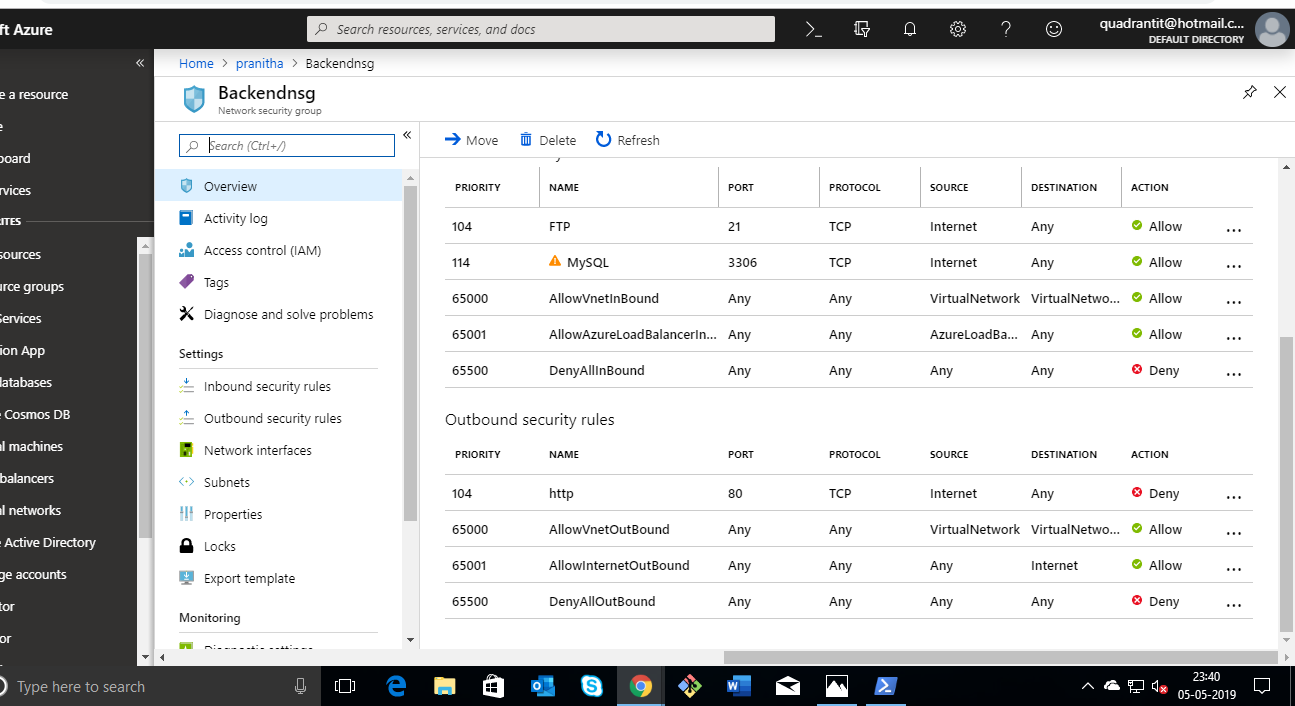 ft Azure
Search resources, services, and docs
quadrantit@hotmail.c...
DEFAULT DIRECTORY
Home > pranitha > Backendnsg
Backendnsg
Network security group
e a resource
e
board
rvices
ITES
sources
rce groups
Services
ion App
databases
e Cosmos DB
l machines
balancers
l networks
e Active Directory
ge accounts
tor
or
Search (Ctrl+/)
Overview
Activity log
Access control (IAM)
Tags
Diagnose and solve problems
Settings
Inbound security rules
Outbound security rules
Network interfaces
Subnets
Properties
Locks
Export template
Monitoring
Diagnostic settings
Move Delete Refresh
PRIORITY NAME PORT PROTOCOL SOURCE DESTINATION ACTION
104 FTP 21 TCP Internet Any Allow ...
114 MySQL 3306 TCP Internet Any Allow ...
65000 AllowVnetInBound Any Any VirtualNetwork VirtualNetwo... Allow ...
65001 AllowAzureLoadBalancerIn... Any Any AzureLoadBa... Any Allow ...
65500 DenyAllInBound Any Any Any Any Deny ...
Outbound security rules
PRIORITY NAME PORT PROTOCOL SOURCE DESTINATION ACTION
104 http 80 TCP Internet Any Deny ...
65000 AllowVnetOutBound Any Any VirtualNetwork VirtualNetwo... Allow ...
65001 AllowInternetOutBound Any Any Any Internet Allow ...
65500 DenyAllOutBound Any Any Any Any Deny ...
Type here to search
23:40
05-05-2019